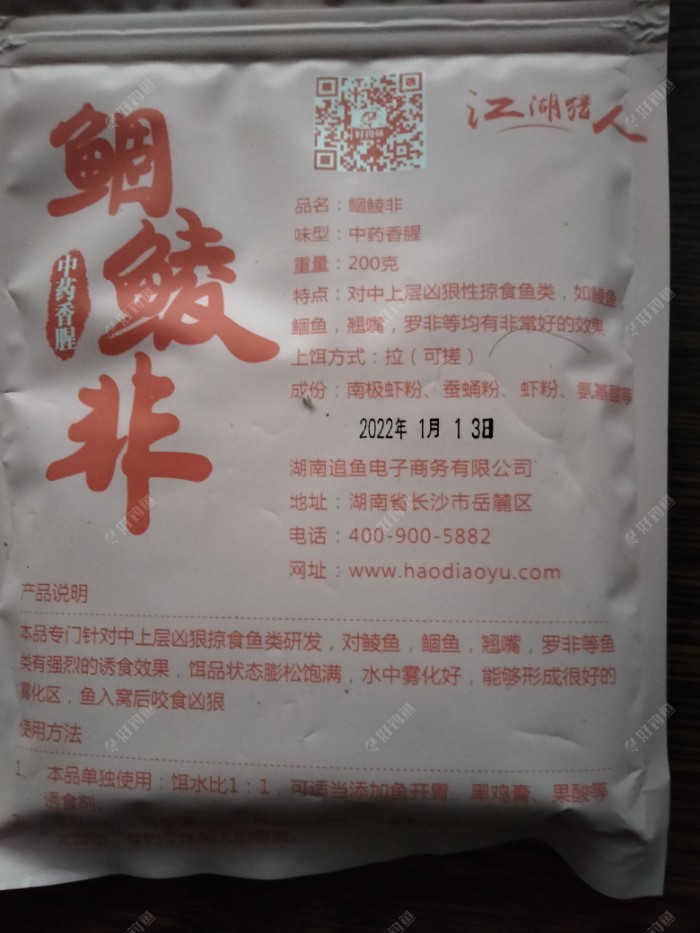 江湖猎人
鲷鲮非
中药香腥
好钓鱼
品名：鲴鲮非
味型：中药香腥
重量：200克
特点：对中上层凶狠性掠食鱼类，如鲮鱼
鲴鱼，翘嘴，罗非等均有非常好的效果
上饵方式：拉（可搓）
成份：南极虾粉、蚕蛹粉、虾粉、氨基酸等
2022年 1月 1 3日
湖南追鱼电子商务有限公司
地址：湖南省长沙市岳麓区
电话：400-900-5882
网址：www.haodiaoyu.com
产品说明
本品专门针对中上层凶狠掠食鱼类研发，对鲮鱼，鲴鱼，翘嘴，罗非等鱼
类有强烈的诱食效果，饵品状态膨松饱满，水中雾化好，能够形成很好的
雾化区，鱼入窝后咬食凶狠
使用方法
1、本品单独使用：饵水比1：1，可适当添加鱼开胃、黑鸡膏、果酸等
诱食剂.